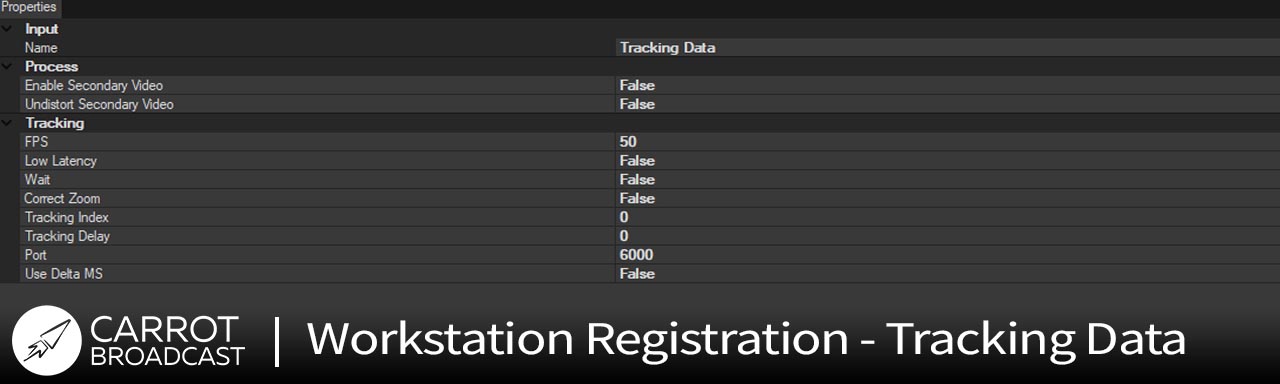 Properties
Input
Name Tracking Data
Process
Enable Secondary Video False
Undistort Secondary Video False
Tracking
FPS 50
Low Latency False
Wait False
Correct Zoom False
Tracking Index 0
Tracking Delay 0
Port 6000
Use Delta MS False
CARROT
BROADCAST
Workstation Registration - Tracking Data